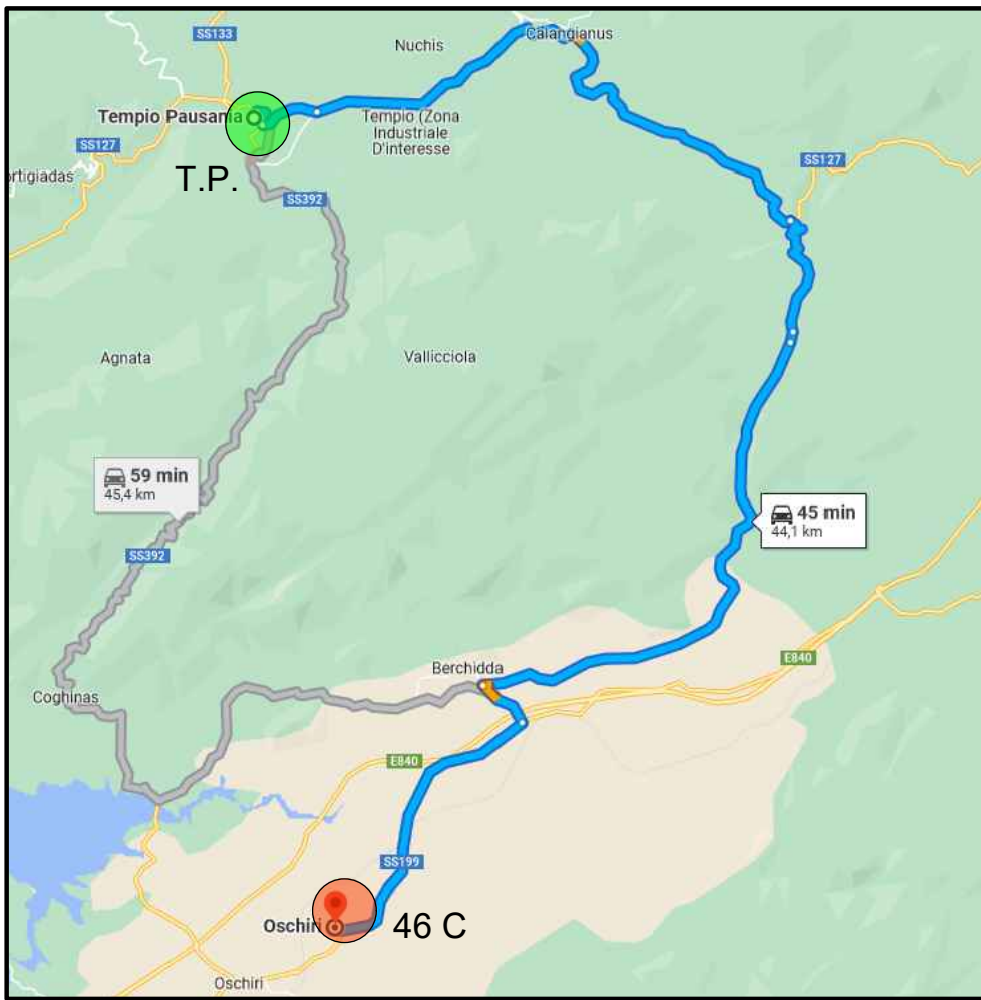 SS133
Calangianus
Nuchis
Tempio Pausania
Tempio (Zona
Industriale
D'interesse
SS127
SS127
ortigiadas
T.P.
SS392
Agnata
Vallicciola
59 min
45,4 km
45 min
44,1 km
SS392
Berchidda
E840
Coghinas
E840
SS199
Oschiri
46 C
Oschiri